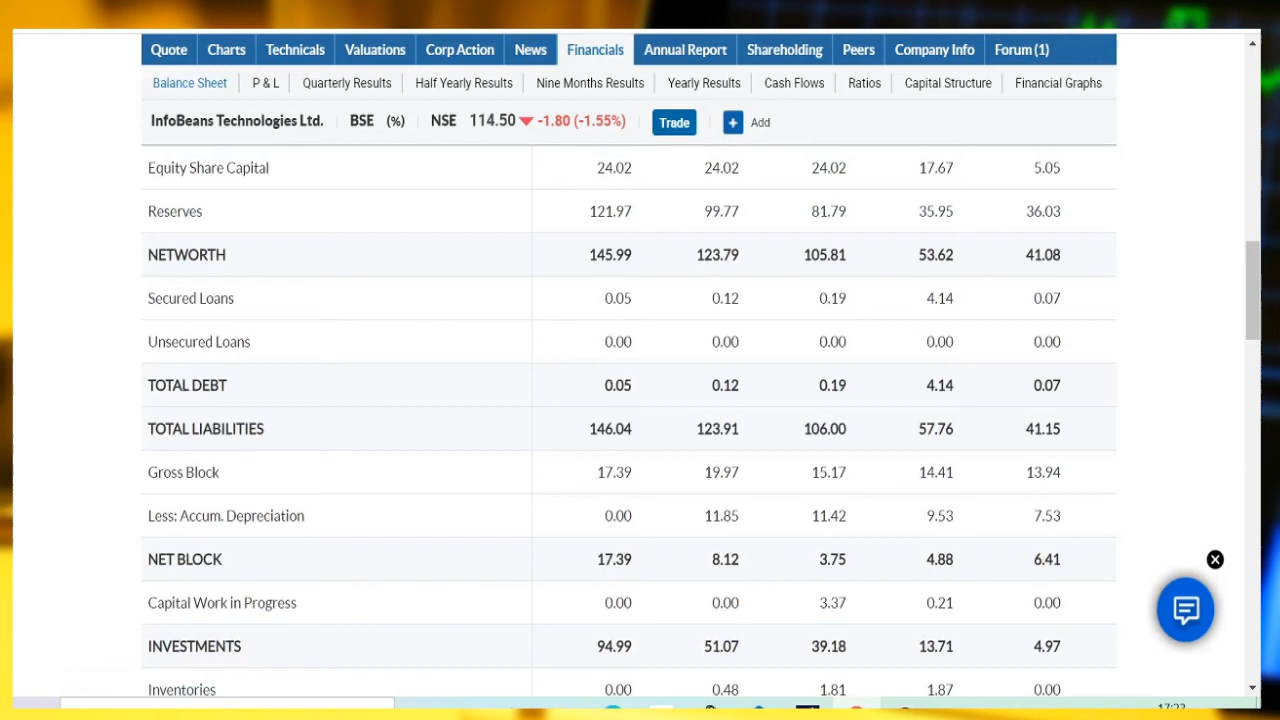 Quote Charts Technicals Valuations Corp Action News Financials Annual Report Shareholding Peers Company Info Forum (1)
Balance Sheet P & L Quarterly Results Half Yearly Results Nine Months Results Yearly Results Cash Flows Ratios Capital Structure Financial Graphs
InfoBeans Technologies Ltd. BSE (%) NSE 114.50 -1.80 (-1.55%) Trade + Add
Equity Share Capital 24.02 24.02 24.02 17.67 5.05
Reserves 121.97 99.77 81.79 35.95 36.03
NETWORTH 145.99 123.79 105.81 53.62 41.08
Secured Loans 0.05 0.12 0.19 4.14 0.07
Unsecured Loans 0.00 0.00 0.00 0.00 0.00
TOTAL DEBT 0.05 0.12 0.19 4.14 0.07
TOTAL LIABILITIES 146.04 123.91 106.00 57.76 41.15
Gross Block 17.39 19.97 15.17 14.41 13.94
Less: Accum. Depreciation 0.00 11.85 11.42 9.53 7.53
NET BLOCK 17.39 8.12 3.75 4.88 6.41
Capital Work in Progress 0.00 0.00 3.37 0.21 0.00
INVESTMENTS 94.99 51.07 39.18 13.71 4.97
Inventories 0.00 0.48 1.81 1.87 0.00